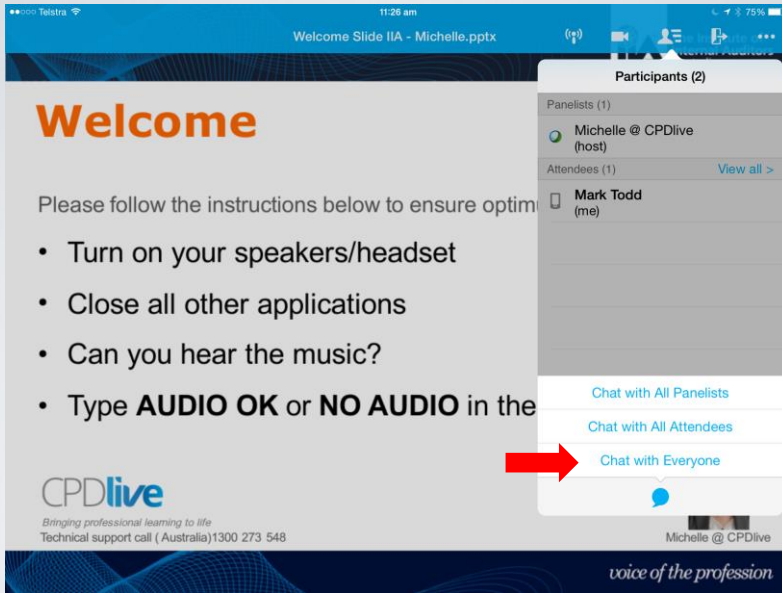 Telstra
11:26 am
75%
Welcome Slide IIA - Michelle.pptx
Internal Auditors
Participants (2)
Panelists (1)
Michelle @ CPDlive
(host)
Attendees (1)
View all >
Mark Todd
(me)
Welcome
Please follow the instructions below to ensure
• Turn on your speakers/headset
• Close all other applications
• Can you hear the music?
• Type AUDIO OK or NO AUDIO in the
Chat with All Panelists
Chat with All Attendees
Chat with Everyone
CPDlive
Bringing professional learning to life
Technical support call ( Australia)1300 273 548
Michelle @ CPDlive
voice of the profession